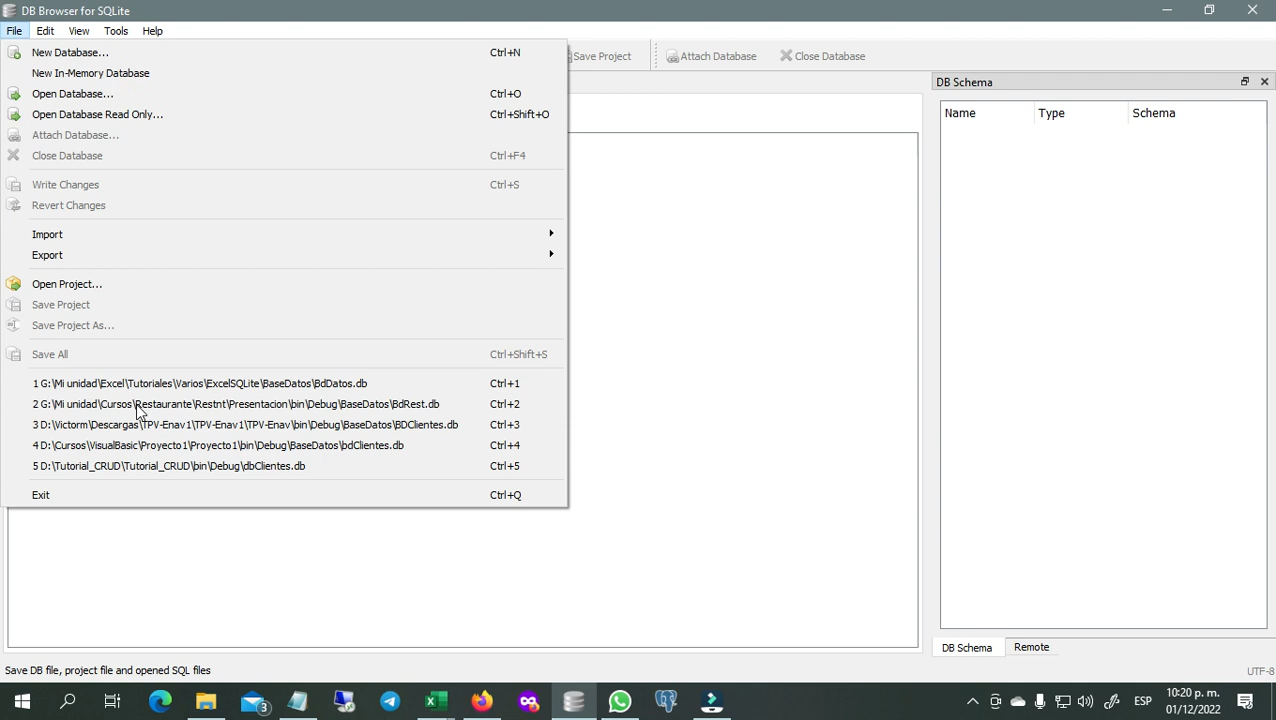 DB Browser for SQLite
File Edit View Tools Help
New Database... Ctrl+N
New In-Memory Database
Open Database... Ctrl+O
Open Database Read Only... Ctrl+Shift+O
Attach Database...
Close Database Ctrl+F4
Write Changes Ctrl+S
Revert Changes
Import
Export
Open Project...
Save Project
Save Project As...
Save All Ctrl+Shift+S
1 G:\Mi unidad\Excel\Tutoriales\Varios\ExcelSQLite\BaseDatos\BdDatos.db Ctrl+1
2 G:\Mi unidad\Cursos\Restaurante\Restnt\Presentacion\bin\Debug\BaseDatos\BdRest.db Ctrl+2
3 D:\Victorm\Descargas\TPV-Enav1\TPV-Enav1\TPV-Enav\bin\Debug\BaseDatos\BDClientes.db Ctrl+3
4 D:\Cursos\VisualBasic\Proyecto1\Proyecto1\bin\Debug\BaseDatos\bdClientes.db Ctrl+4
5 D:\Tutorial_CRUD\Tutorial_CRUD\bin\Debug\dbClientes.db Ctrl+5
Exit Ctrl+Q
Save Project Attach Database Close Database
DB Schema
Name Type Schema
DB Schema Remote
Save DB file, project file and opened SQL files
UTF-8
3
ESP
10:20 p. m.
01/12/2022